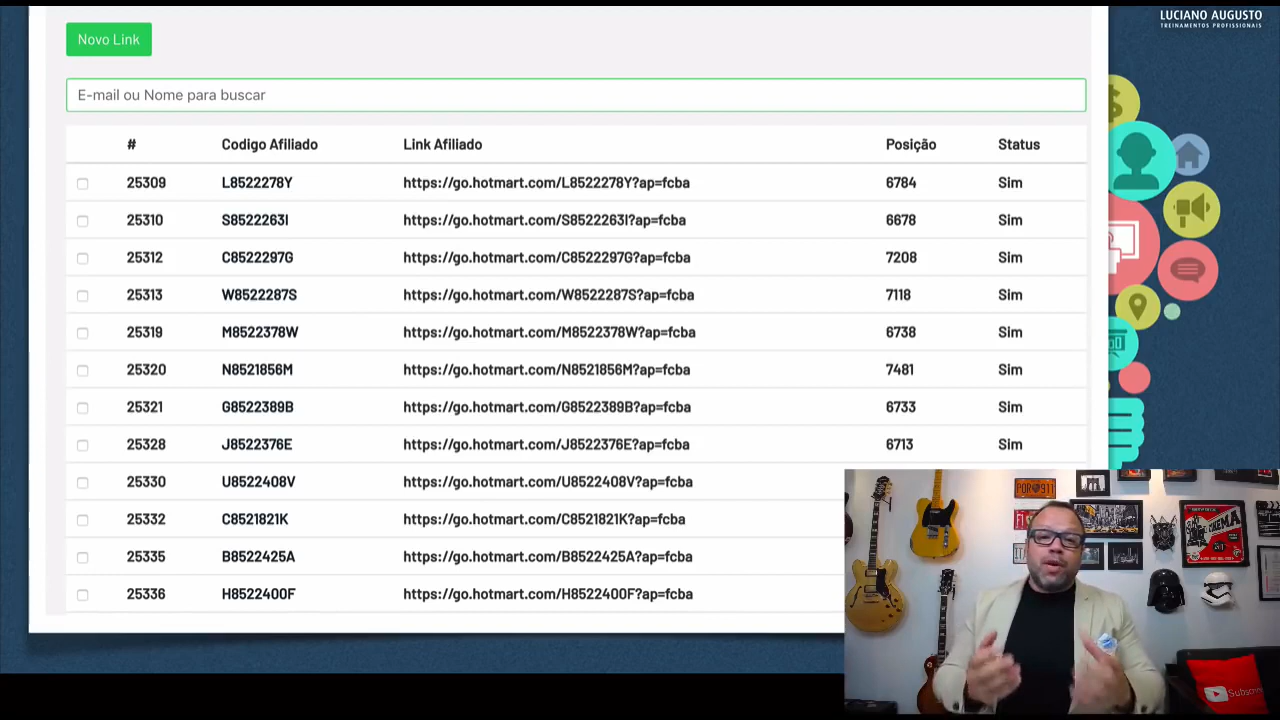 LUCIANO AUGUSTO
TREINAMENTOS PROFISSIONAIS
Novo Link
E-mail ou Nome para buscar
# Codigo Afiliado Link Afiliado Posição Status
25309 L8522278Y https://go.hotmart.com/L8522278Y?ap=fcba 6784 Sim
25310 S8522263I https://go.hotmart.com/S8522263I?ap=fcba 6678 Sim
25312 C8522297G https://go.hotmart.com/C8522297G?ap=fcba 7208 Sim
25313 W8522287S https://go.hotmart.com/W8522287S?ap=fcba 7118 Sim
25319 M8522378W https://go.hotmart.com/M8522378W?ap=fcba 6738 Sim
25320 N8521856M https://go.hotmart.com/N8521856M?ap=fcba 7481 Sim
25321 G8522389B https://go.hotmart.com/G8522389B?ap=fcba 6733 Sim
25328 J8522376E https://go.hotmart.com/J8522376E?ap=fcba 6713 Sim
25330 U8522408V https://go.hotmart.com/U8522408V?ap=fcba
25332 C8521821K https://go.hotmart.com/C8521821K?ap=fcba
25335 B8522425A https://go.hotmart.com/B8522425A?ap=fcba
25336 H8522400F https://go.hotmart.com/H8522400F?ap=fcba
POR 911
CINEMA
Subscri